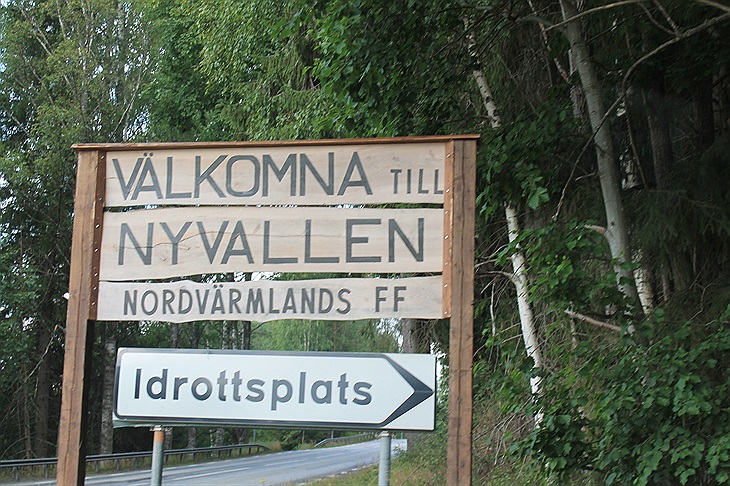 VÄLKOMNA TILL
NYVALLEN
NORDVÄRMLANDS FF
Idrottsplats